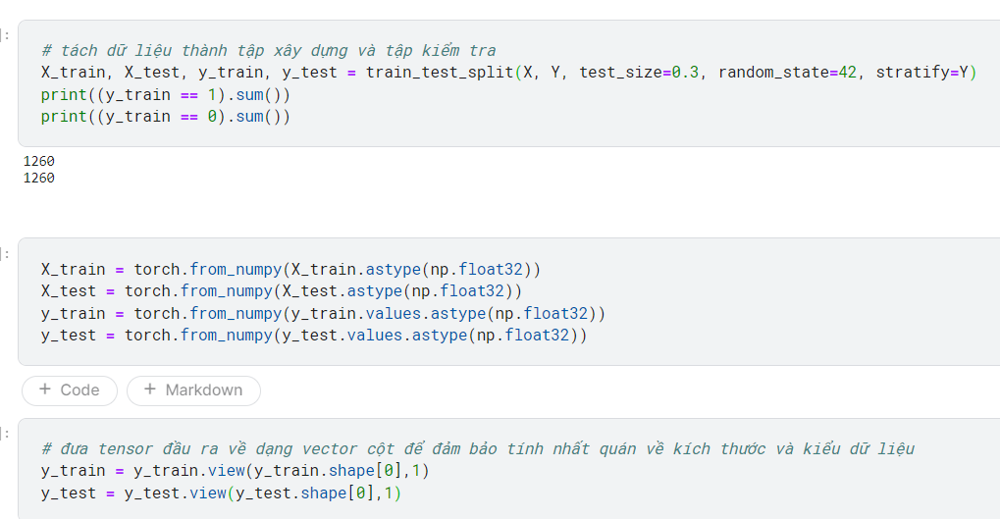 ]:
# tách dữ liệu thành tập xây dựng và tập kiểm tra
X_train, X_test, y_train, y_test = train_test_split(X, Y, test_size=0.3, random_state=42, stratify=Y)
print((y_train == 1).sum())
print((y_train == 0).sum())
1260
1260
]:
X_train = torch.from_numpy(X_train.astype(np.float32))
X_test = torch.from_numpy(X_test.astype(np.float32))
y_train = torch.from_numpy(y_train.values.astype(np.float32))
y_test = torch.from_numpy(y_test.values.astype(np.float32))
+ Code + Markdown
]:
# đưa tensor đầu ra về dạng vector cột để đảm bảo tính nhất quán về kích thước và kiểu dữ liệu
y_train = y_train.view(y_train.shape[0],1)
y_test = y_test.view(y_test.shape[0],1)